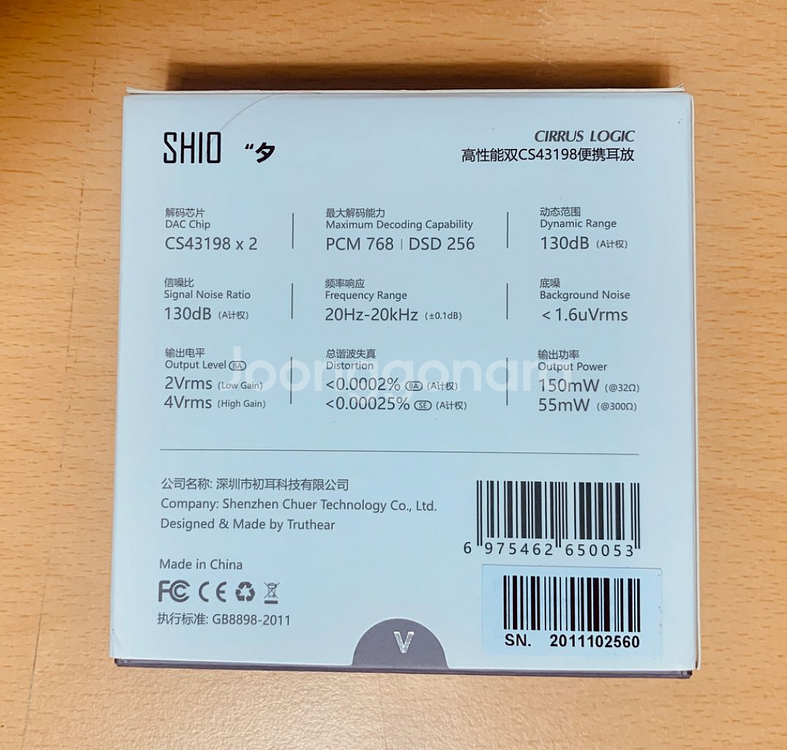 SHIO "夕
CIRRUS LOGIC
高性能双CS43198便携耳放
解码芯片
DAC Chip
CS43198 x 2
最大解码能力
Maximum Decoding Capability
PCM 768 | DSD 256
动态范围
Dynamic Range
130dB (A计权)
信噪比
Signal Noise Ratio
130dB (A计权)
频率响应
Frequency Range
20Hz-20kHz (±0.1dB)
底噪
Background Noise
< 1.6uVrms
输出电平
Output Level BA
2Vrms (Low Gain)
4Vrms (High Gain)
总谐波失真
Distortion
<0.0002% BA (A计权)
<0.00025% SE (A计权)
输出功率
Output Power
150mW (@32Ω)
55mW (@300Ω)
Joonggonara
公司名称: 深圳市初耳科技有限公司
Company: Shenzhen Chuer Technology Co., Ltd.
Designed & Made by Truthear
6 975462 650053
Made in China
FC CE
执行标准: GB8898-2011
V
SN. 2011102560